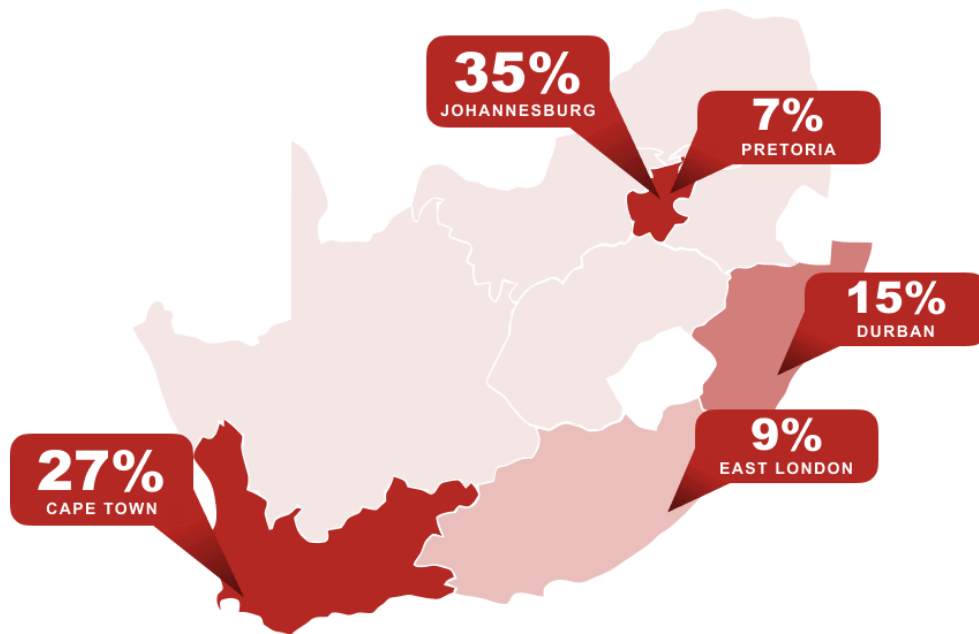 35%
JOHANNESBURG
7%
PRETORIA
15%
DURBAN
9%
EAST LONDON
27%
CAPE TOWN